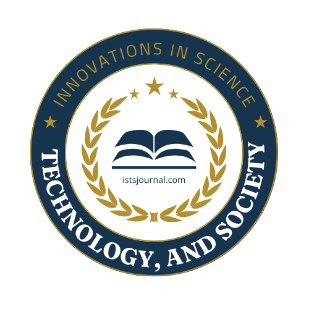 INNOVATIONS IN SCIENCE
istsjournal.com
TECHNOLOGY, AND SOCIETY